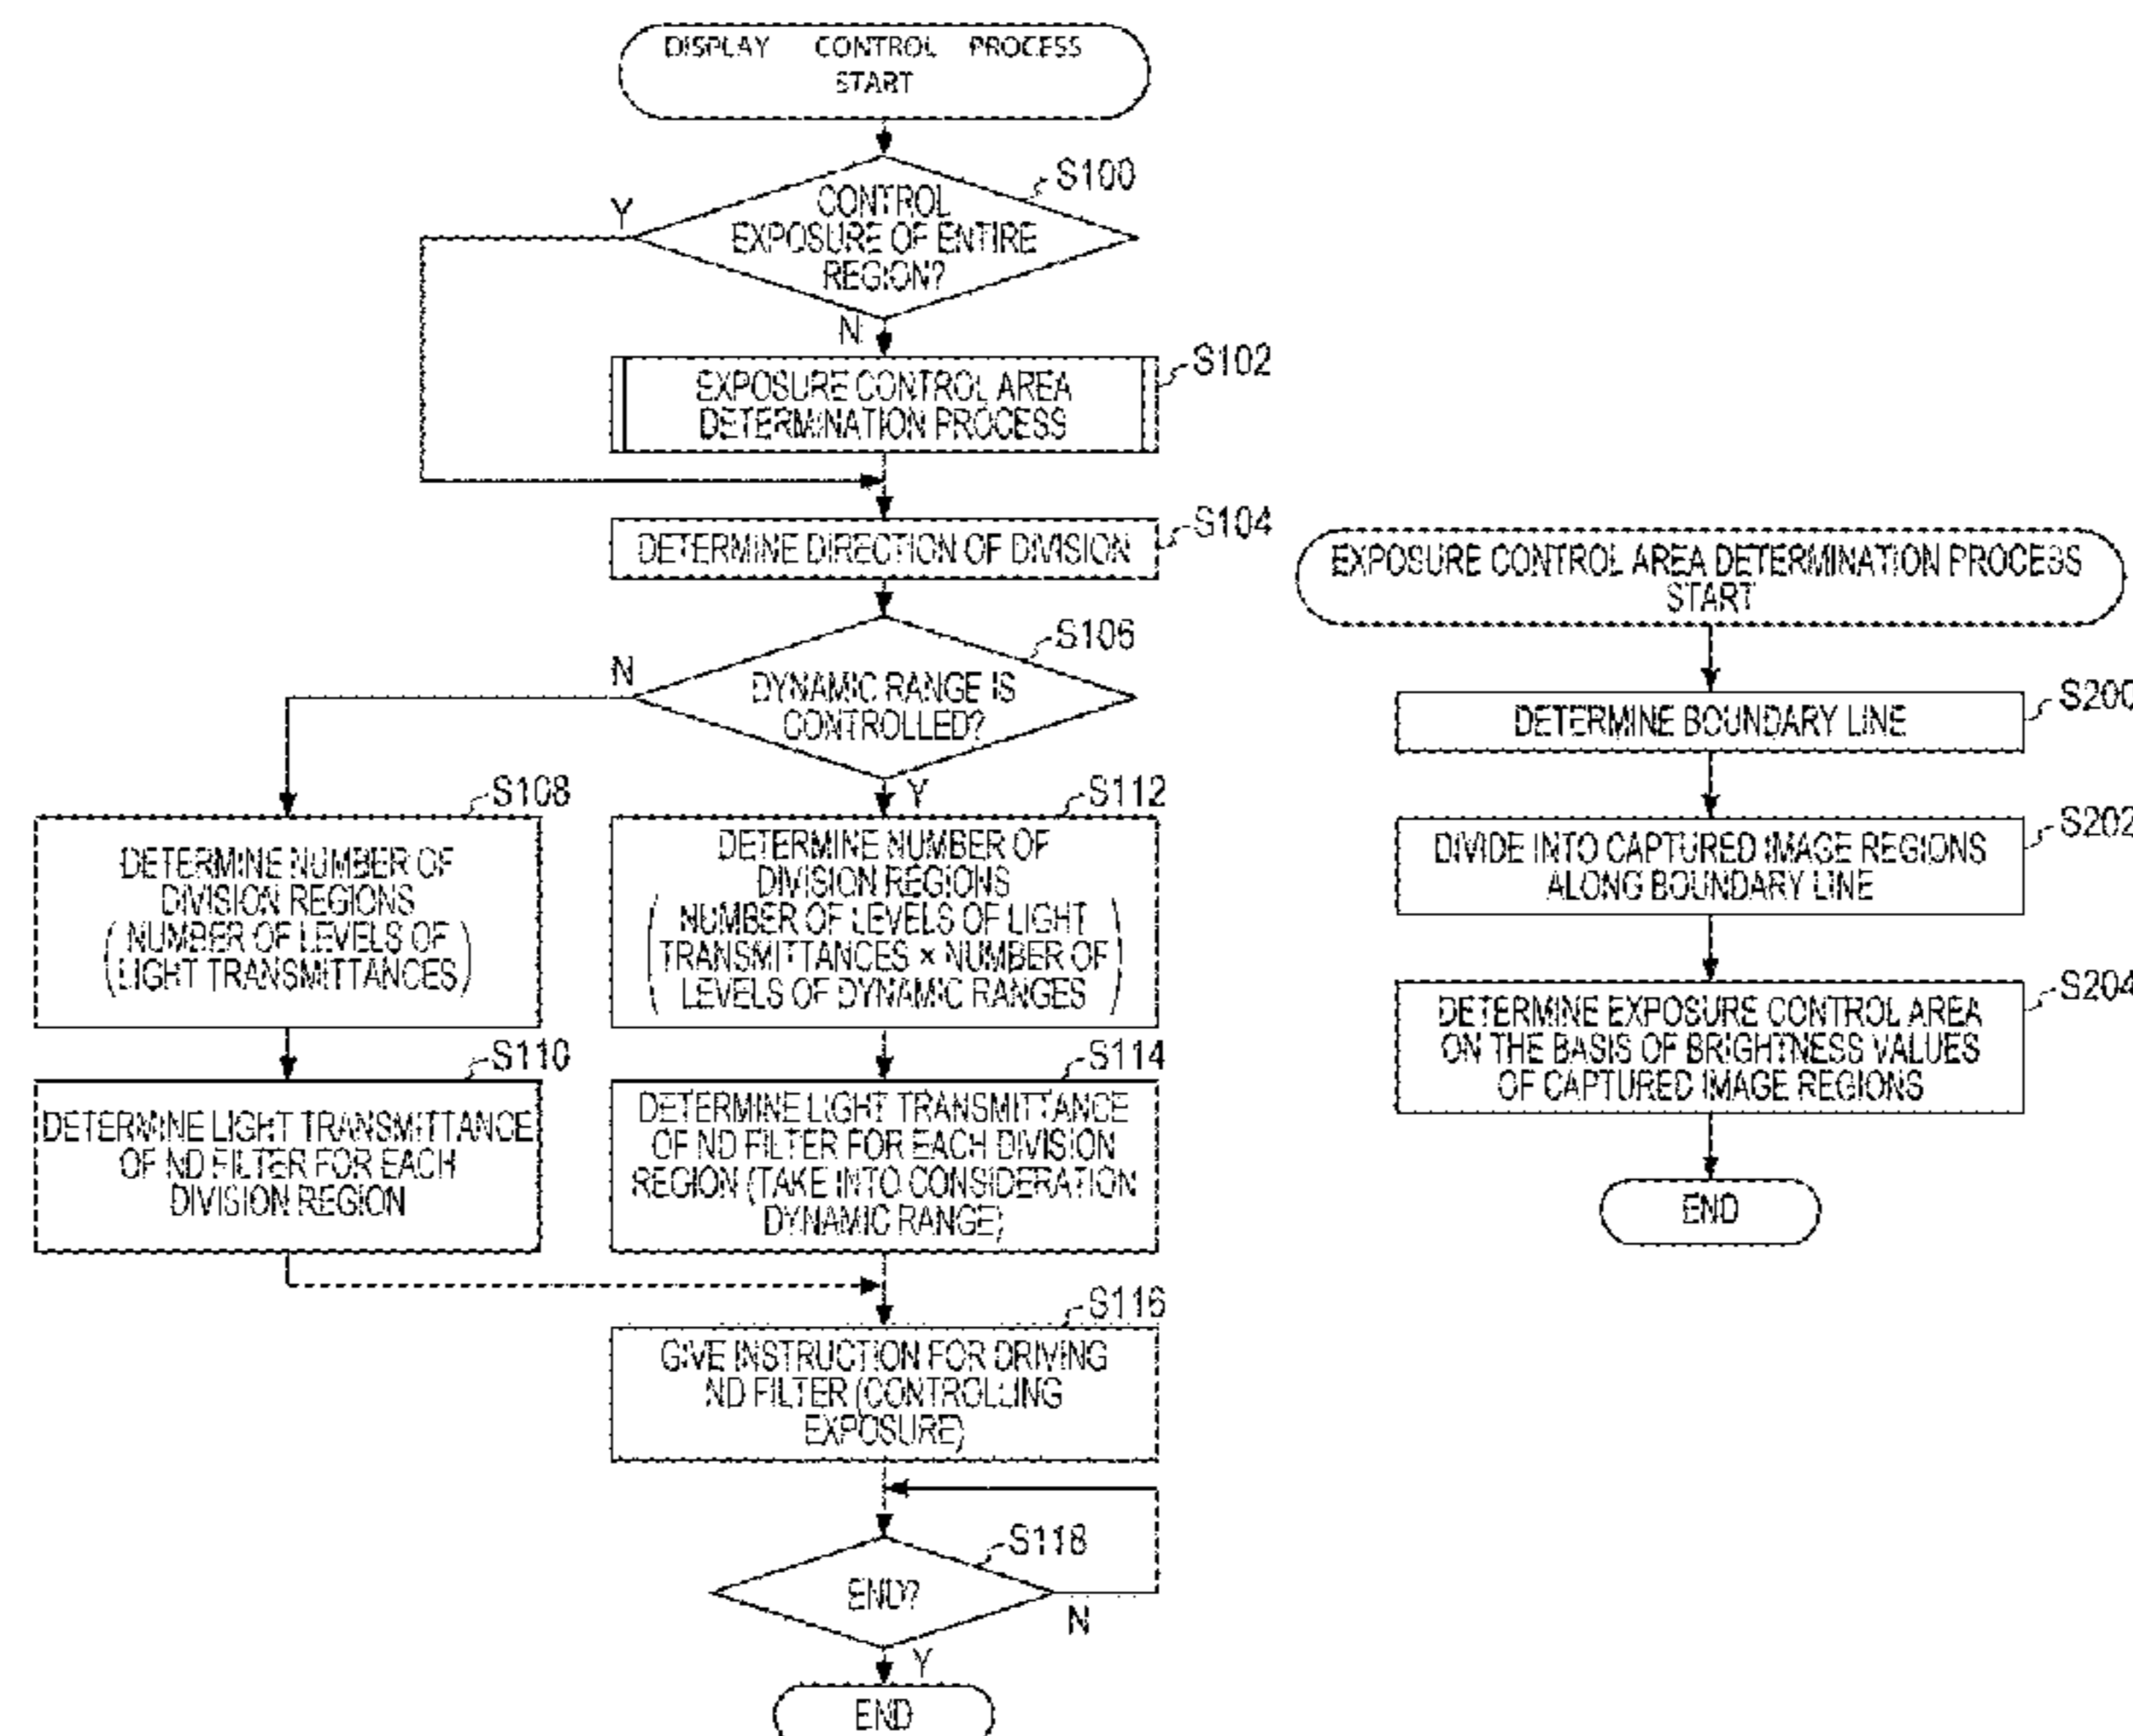 DISPLAY CONTROL PROCESS
START
S100
CONTROL
EXPOSURE OF ENTIRE
REGION?
Y
N
S102
EXPOSURE CONTROL AREA
DETERMINATION PROCESS
S104
DETERMINE DIRECTION OF DIVISION
S106
DYNAMIC RANGE IS
CONTROLLED?
N
Y
S108
DETERMINE NUMBER OF
DIVISION REGIONS
(NUMBER OF LEVELS OF
LIGHT TRANSMITTANCES)
S112
DETERMINE NUMBER OF
DIVISION REGIONS
(NUMBER OF LEVELS OF LIGHT
TRANSMITTANCES × NUMBER OF
LEVELS OF DYNAMIC RANGES)
S110
DETERMINE LIGHT TRANSMITTANCE
OF ND FILTER FOR EACH
DIVISION REGION
S114
DETERMINE LIGHT TRANSMITTANCE
OF ND FILTER FOR EACH DIVISION
REGION (TAKE INTO CONSIDERATION
DYNAMIC RANGE)
S116
GIVE INSTRUCTION FOR DRIVING
ND FILTER (CONTROLLING
EXPOSURE)
S118
END?
N
Y
END
EXPOSURE CONTROL AREA DETERMINATION PROCESS
START
S200
DETERMINE BOUNDARY LINE
S202
DIVIDE INTO CAPTURED IMAGE REGIONS
ALONG BOUNDARY LINE
S204
DETERMINE EXPOSURE CONTROL AREA
ON THE BASIS OF BRIGHTNESS VALUES
OF CAPTURED IMAGE REGIONS
END